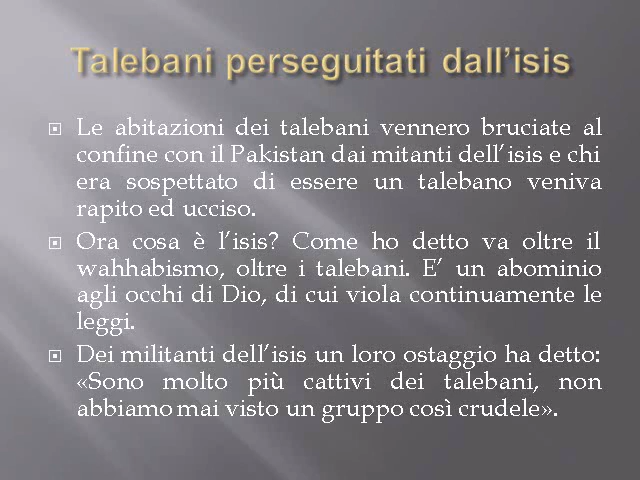 Talebani perseguitati dall'isis
Le abitazioni dei talebani vennero bruciate al
confine con il Pakistan dai mitanti dell'isis e chi
era sospettato di essere un talebano veniva
rapito ed ucciso.
Ora cosa è l'isis? Come ho detto va oltre il
wahhabismo, oltre i talebani. E' un abominio
agli occhi di Dio, di cui viola continuamente le
leggi.
Dei militanti dell'isis un loro ostaggio ha detto:
«Sono molto più cattivi dei talebani, non
abbiamo mai visto un gruppo così crudele».